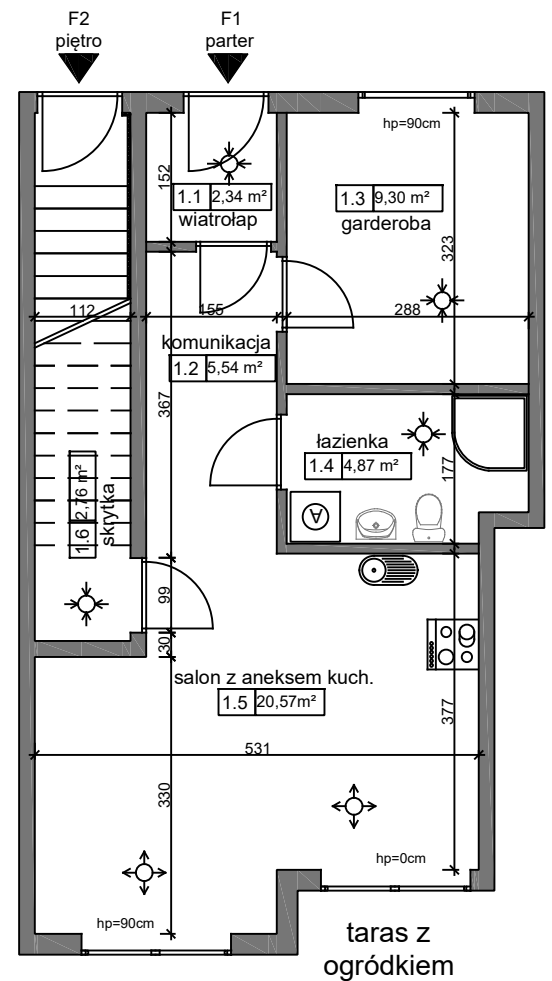 F2
piętro
F1
parter
hp=90cm
152
1.1 2,34 m²
wiatrołap
1.3 9,30 m²
garderoba
323
112
155
288
komunikacja
1.2 5,54 m²
367
łazienka
1.4 4,87 m²
177
1.6 2,76 m²
skrytka
A
99
30
salon z aneksem kuch.
1.5 20,57m²
377
531
330
hp=0cm
hp=90cm
taras z
ogródkiem